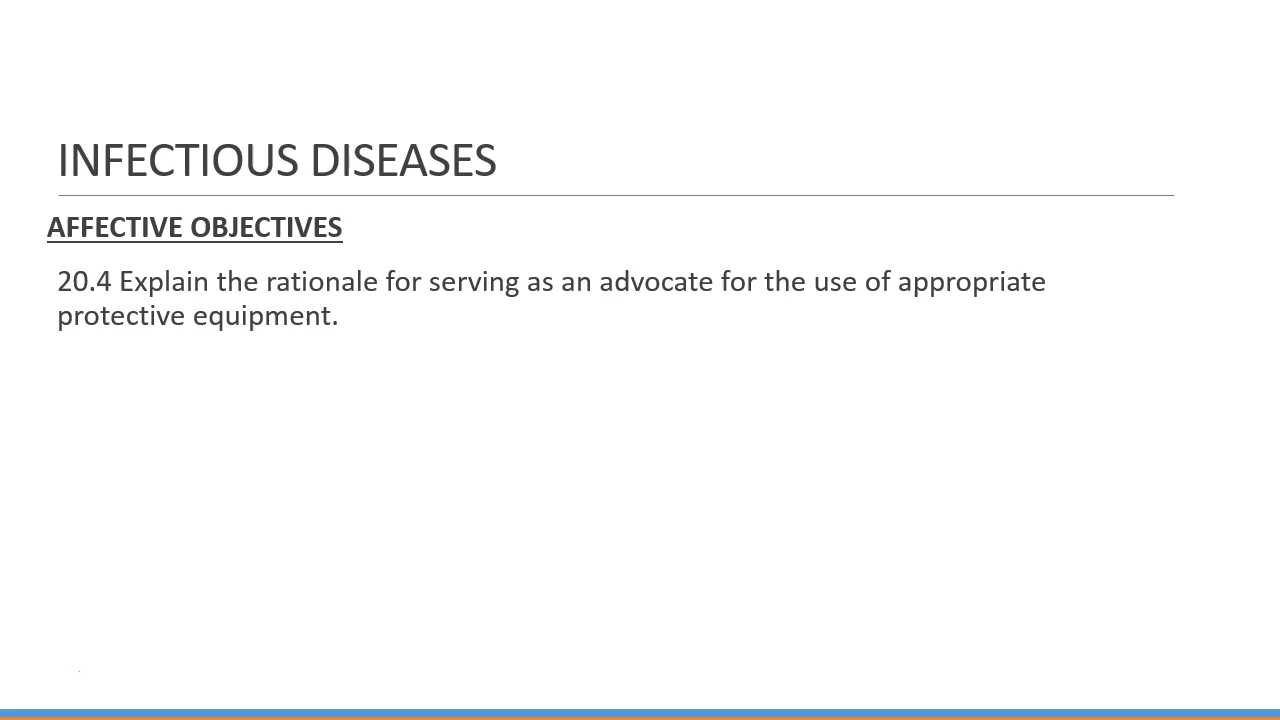 INFECTIOUS DISEASES
AFFECTIVE OBJECTIVES
20.4 Explain the rationale for serving as an advocate for the use of appropriate
protective equipment.